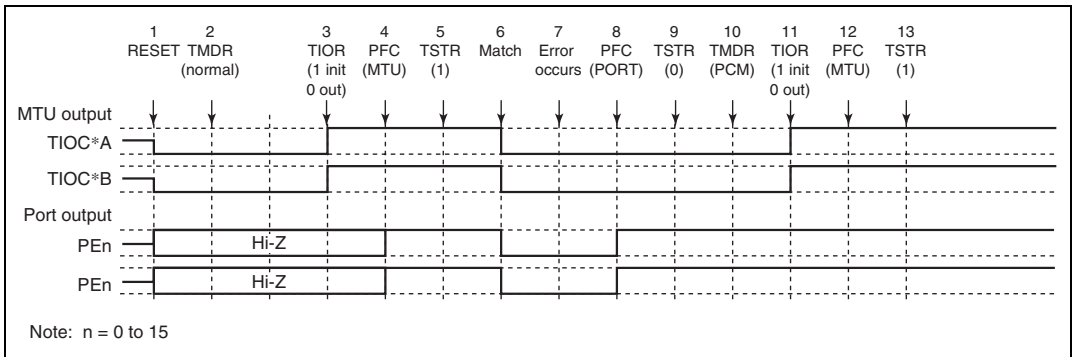 1 2 3 4 5 6 7 8 9 10 11 12 13
RESET TMDR TIOR PFC TSTR Match Error PFC TSTR TMDR TIOR PFC TSTR
(normal) (1 init (MTU) (1) occurs (PORT) (0) (PCM) (1 init (MTU) (1)
0 out) 0 out)
MTU output
TIOC*A
TIOC*B
Port output
PEn Hi-Z
PEn Hi-Z
Note: n = 0 to 15